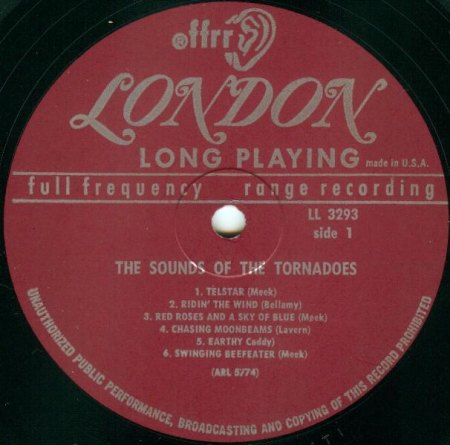 ®ffrr
LONDON
LONG PLAYING made in U.S.A.
full frequency range recording
LL 3293
side 1
THE SOUNDS OF THE TORNADOES
1. TELSTAR (Meek)
2. RIDIN' THE WIND (Bellamy)
3. RED ROSES AND A SKY OF BLUE (Meek)
4. CHASING MOONBEAMS (Lavern)
5. EARTHY Caddy)
6. SWINGING BEEFEATER (Meek)
(ARL 5774)
UNAUTHORIZED PUBLIC PERFORMANCE, BROADCASTING AND COPYING OF THIS RECORD PROHIBITED